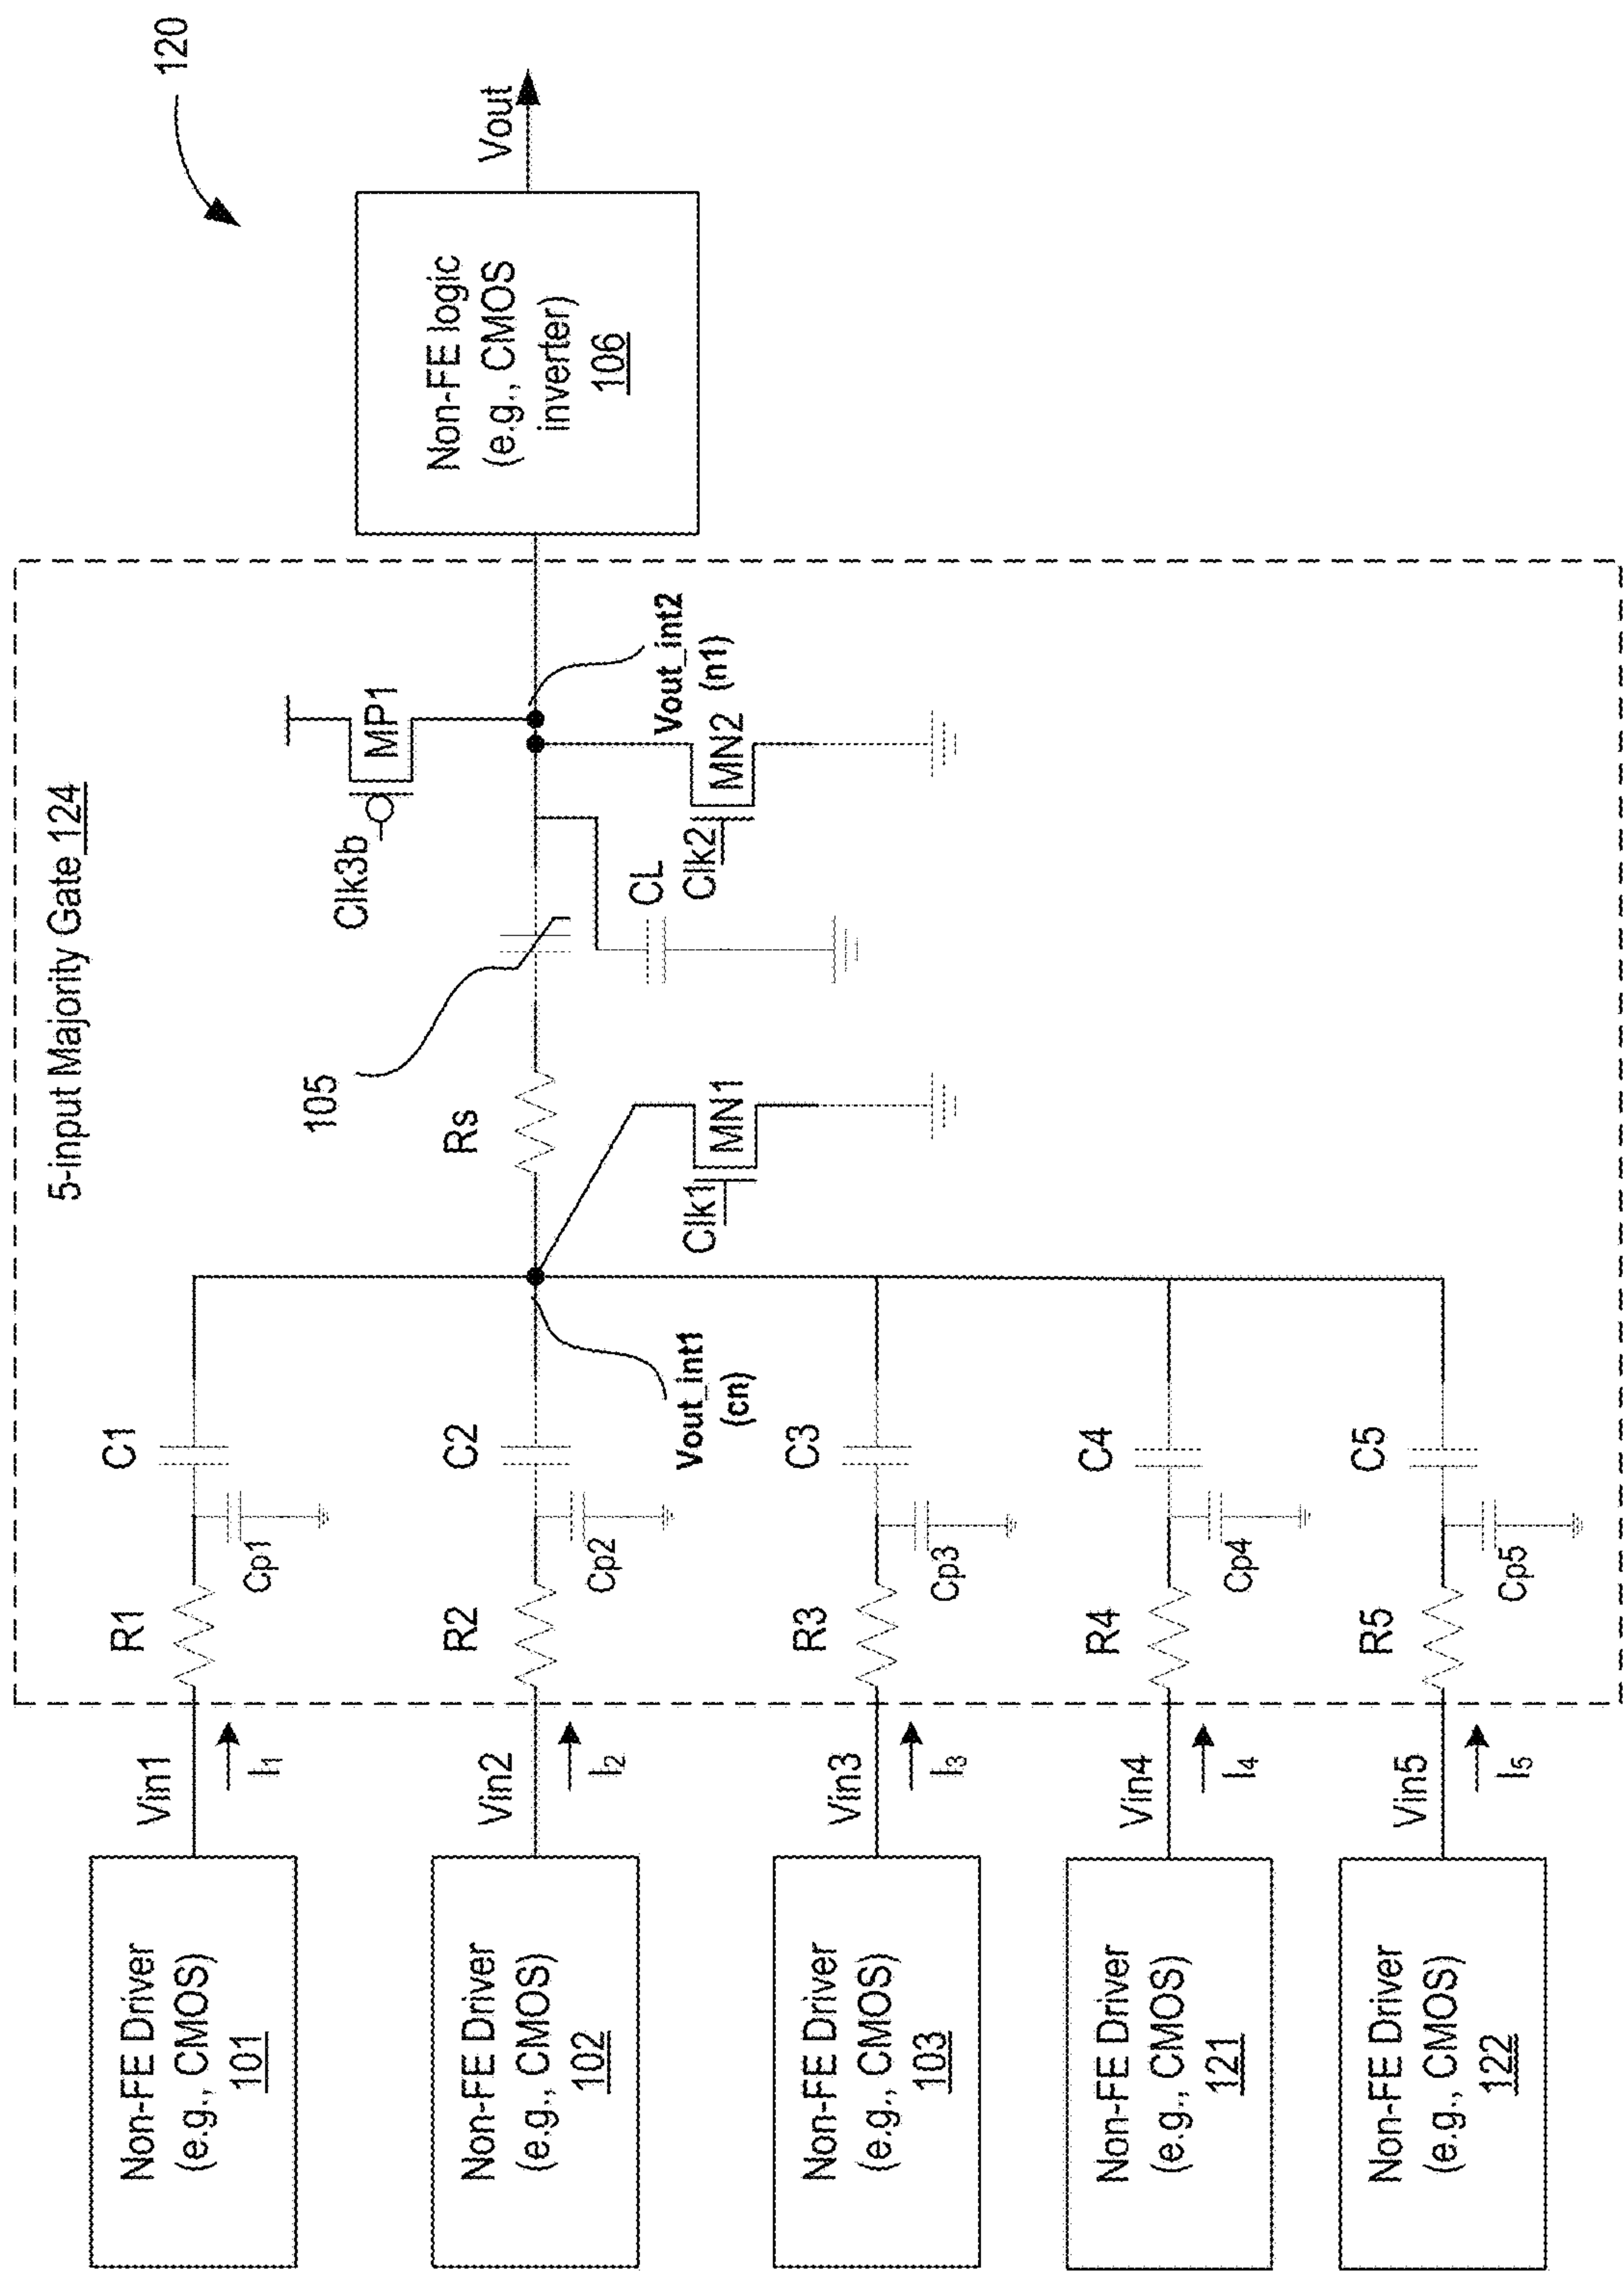 120
5-input Majority Gate 124
Non-FE Driver
(e.g., CMOS)
101
Vin1
I1
R1
Cp1
C1
Non-FE Driver
(e.g., CMOS)
102
Vin2
I2
R2
Cp2
C2
Vout_int1
(cn)
Rs
105
Clk1
MN1
CL
Clk3b
MP1
Clk2
MN2
Vout_int2
(n1)
Non-FE logic
(e.g., CMOS
inverter)
106
Vout
Non-FE Driver
(e.g., CMOS)
103
Vin3
I3
R3
Cp3
C3
Non-FE Driver
(e.g., CMOS)
121
Vin4
I4
R4
Cp4
C4
Non-FE Driver
(e.g., CMOS)
122
Vin5
I5
R5
Cp5
C5